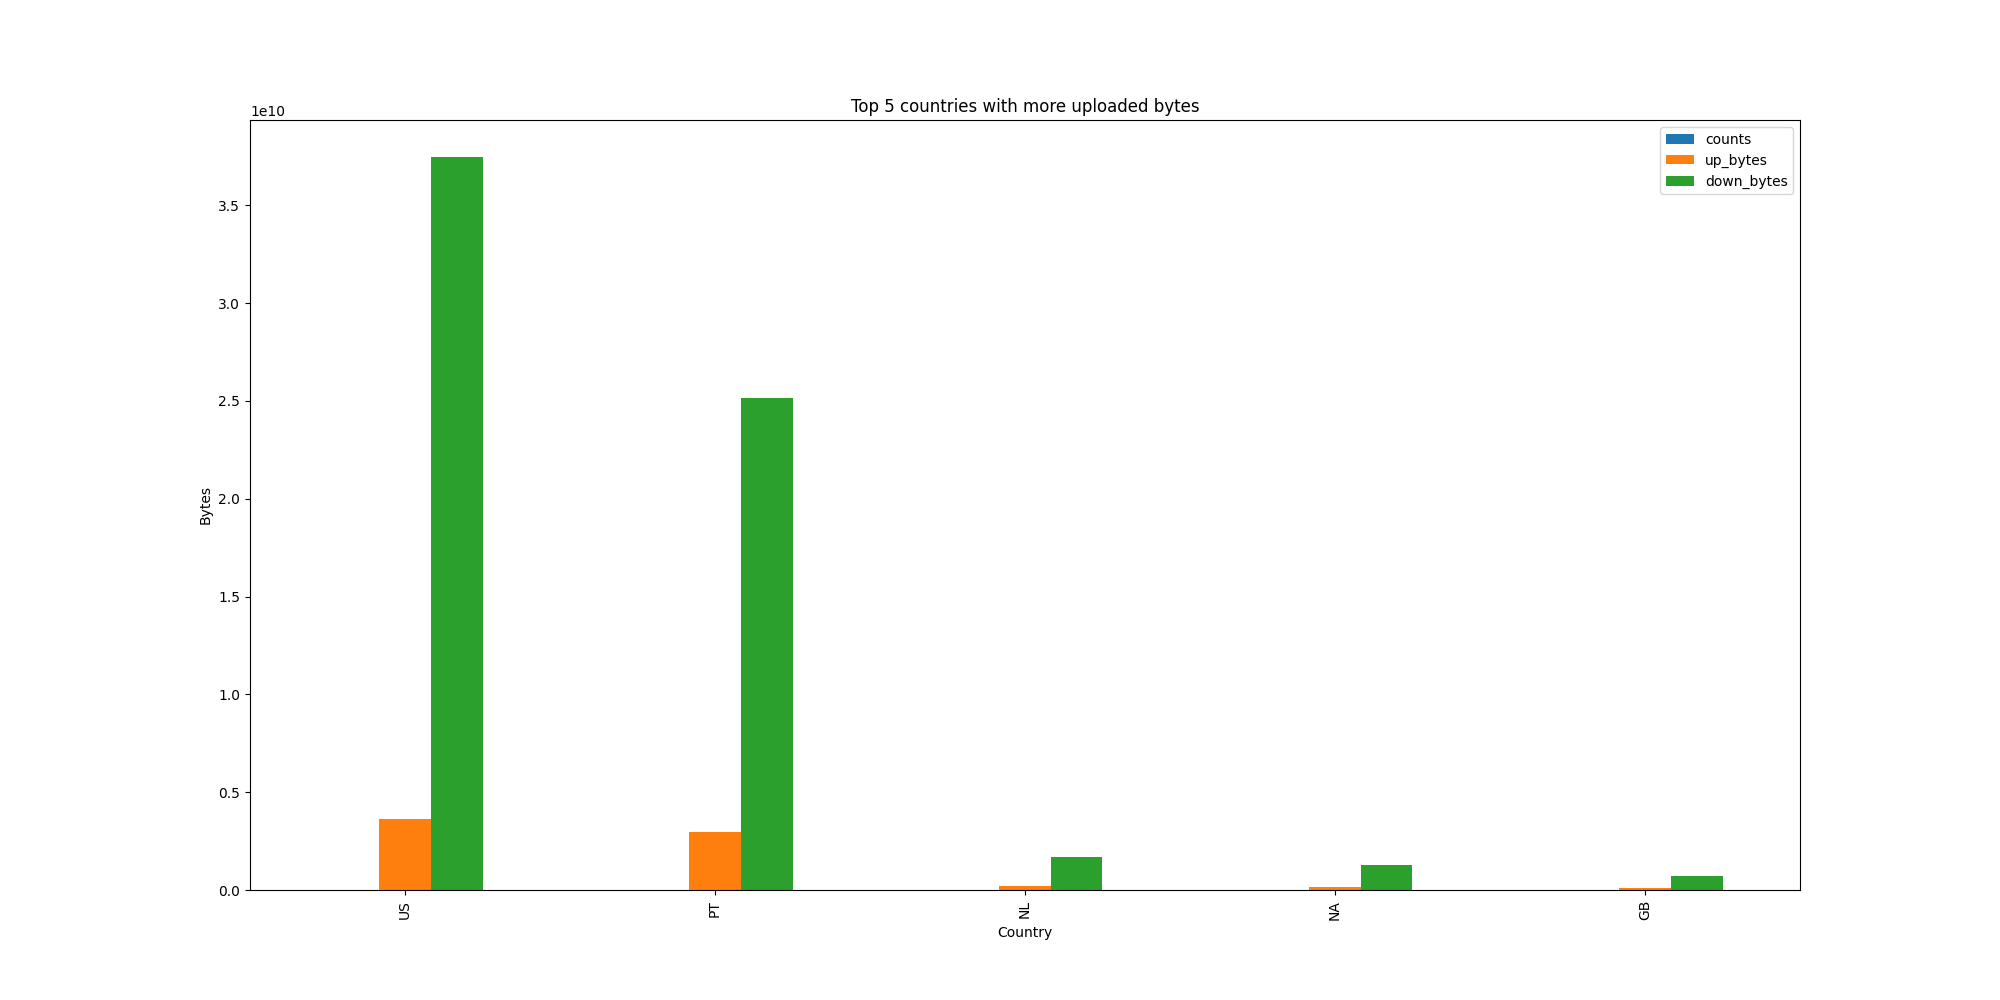 Top 5 countries with more uploaded bytes
1e10
counts
up_bytes
down_bytes
3.5
3.0
2.5
2.0
1.5
1.0
0.5
0.0
Bytes
US
PT
NL
NA
GB
Country